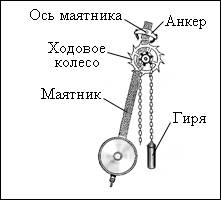 Ось маятника
Анкер
Ходовое
колесо
Маятник
Гиря